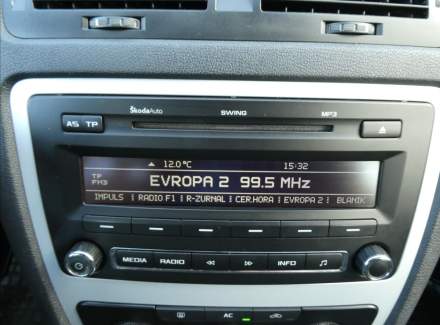 ŠkodaAuto SWING MP3
AS TP
12.0°C 15:32
TP
FM3
EVROPA 2 99.5 MHz
IMPULS | RADIO F1 | R-ZURNAL | CER.HORA | EVROPA 2 | BLANIK
MEDIA RADIO INFO
AC